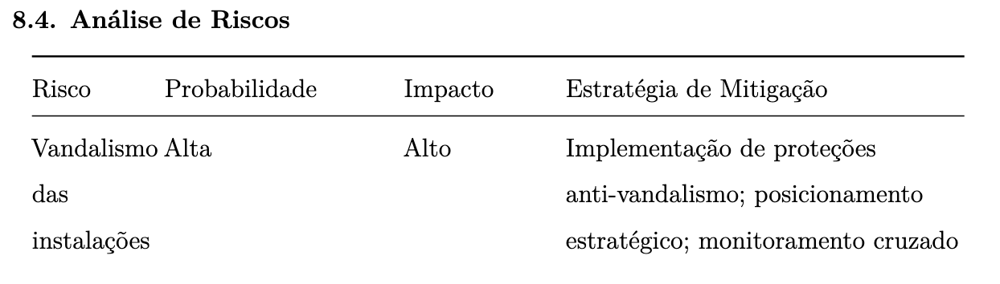 8.4. Análise de Riscos
Risco Probabilidade Impacto Estratégia de Mitigação
Vandalismo Alta Alto Implementação de proteções
das anti-vandalismo; posicionamento
instalações estratégico; monitoramento cruzado